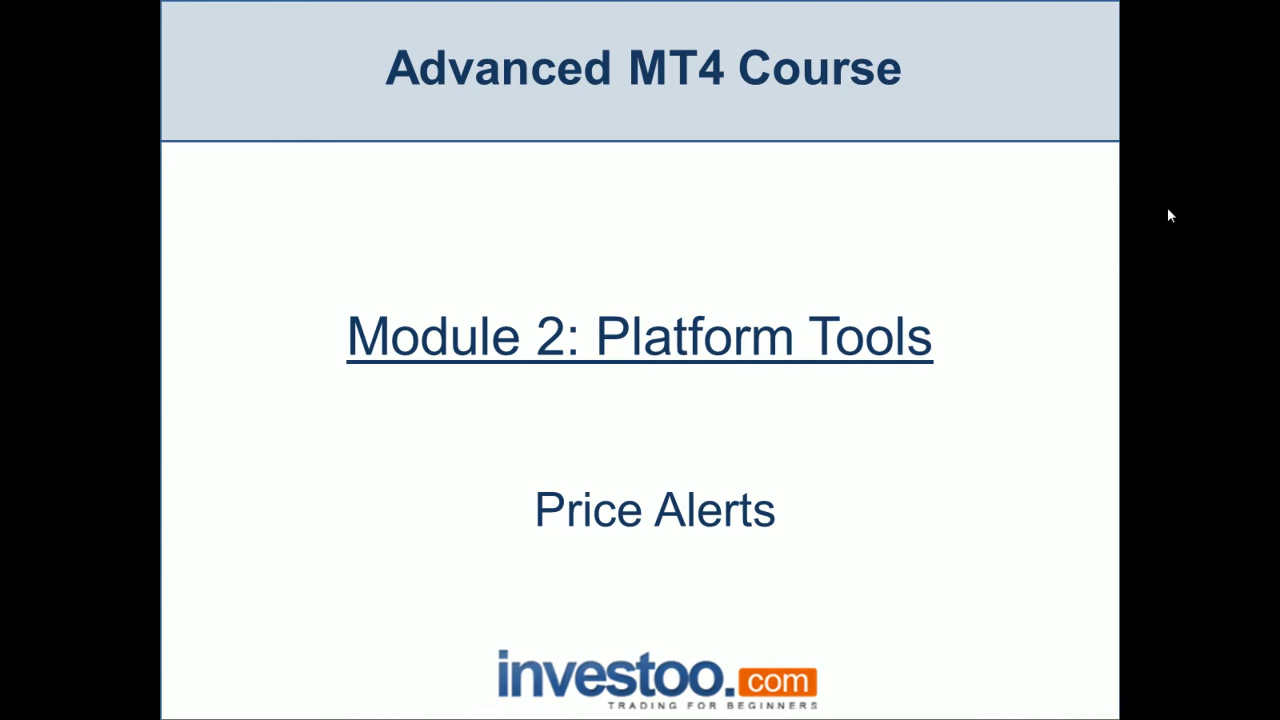 Advanced MT4 Course
Module 2: Platform Tools
Price Alerts
investoo.com
TRADING FOR BEGINNERS